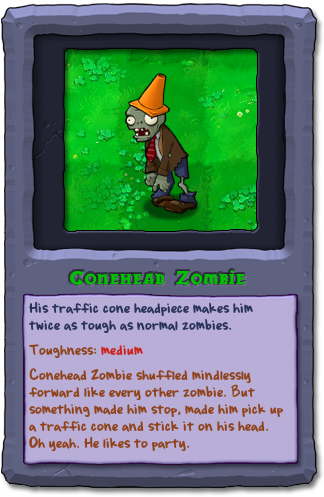 Conehead Zombie
His traffic cone headpiece makes him
twice as tough as normal zombies.
Toughness: medium
Conehead Zombie shuffled mindlessly
forward like every other zombie. But
something made him stop, made him pick up
a traffic cone and stick it on his head.
Oh yeah. He likes to party.